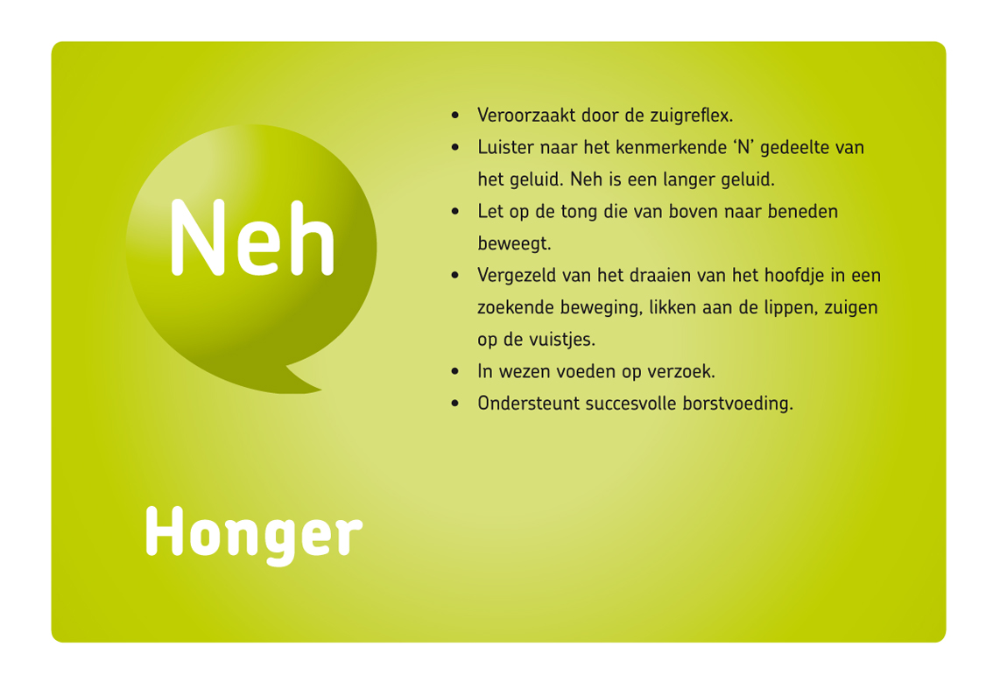 Neh
Honger
• Veroorzaakt door de zuigreflex.
• Luister naar het kenmerkende ‘N’ gedeelte van
het geluid. Neh is een langer geluid.
• Let op de tong die van boven naar beneden
beweegt.
• Vergezeld van het draaien van het hoofdje in een
zoekende beweging, likken aan de lippen, zuigen
op de vuistjes.
• In wezen voeden op verzoek.
• Ondersteunt succesvolle borstvoeding.